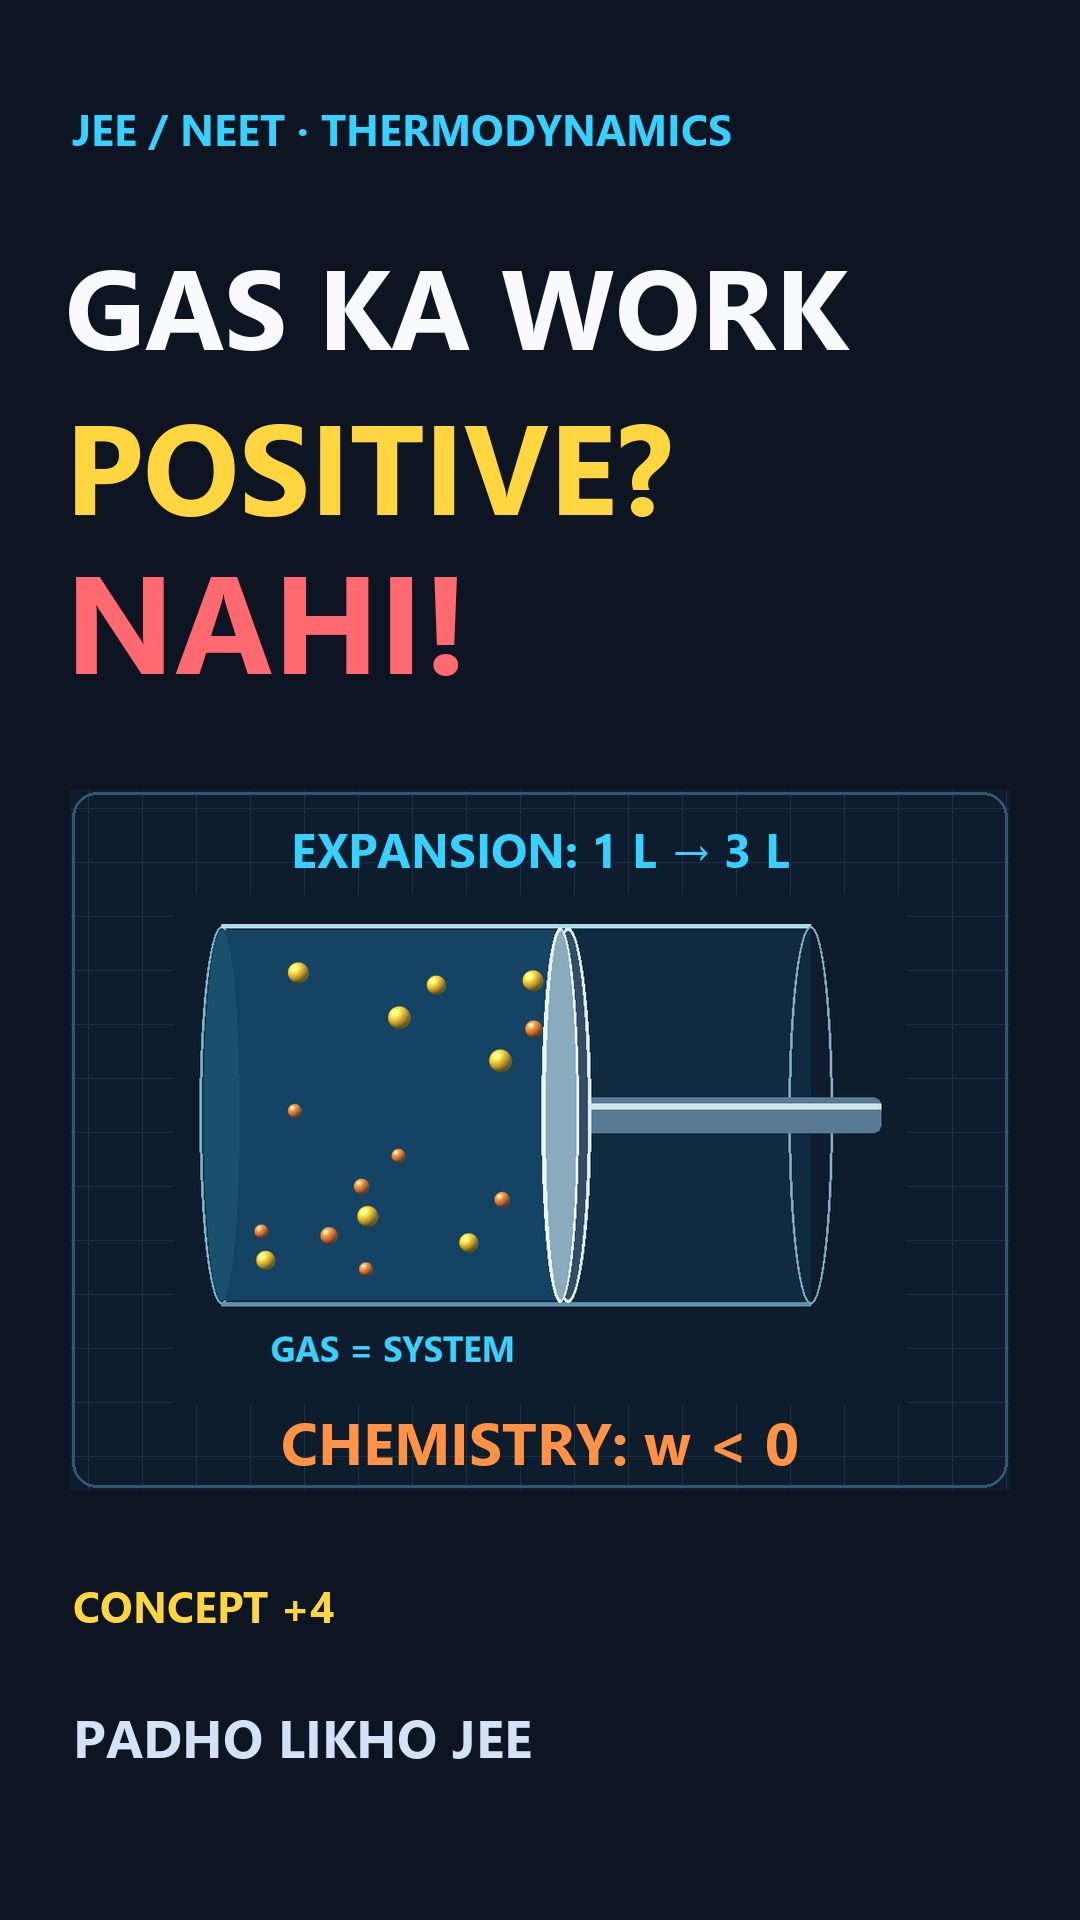 JEE / NEET · THERMODYNAMICS
GAS KA WORK
POSITIVE?
NAHI!
EXPANSION: 1 L → 3 L
GAS = SYSTEM
CHEMISTRY: w < 0
CONCEPT +4
PADHO LIKHO JEE